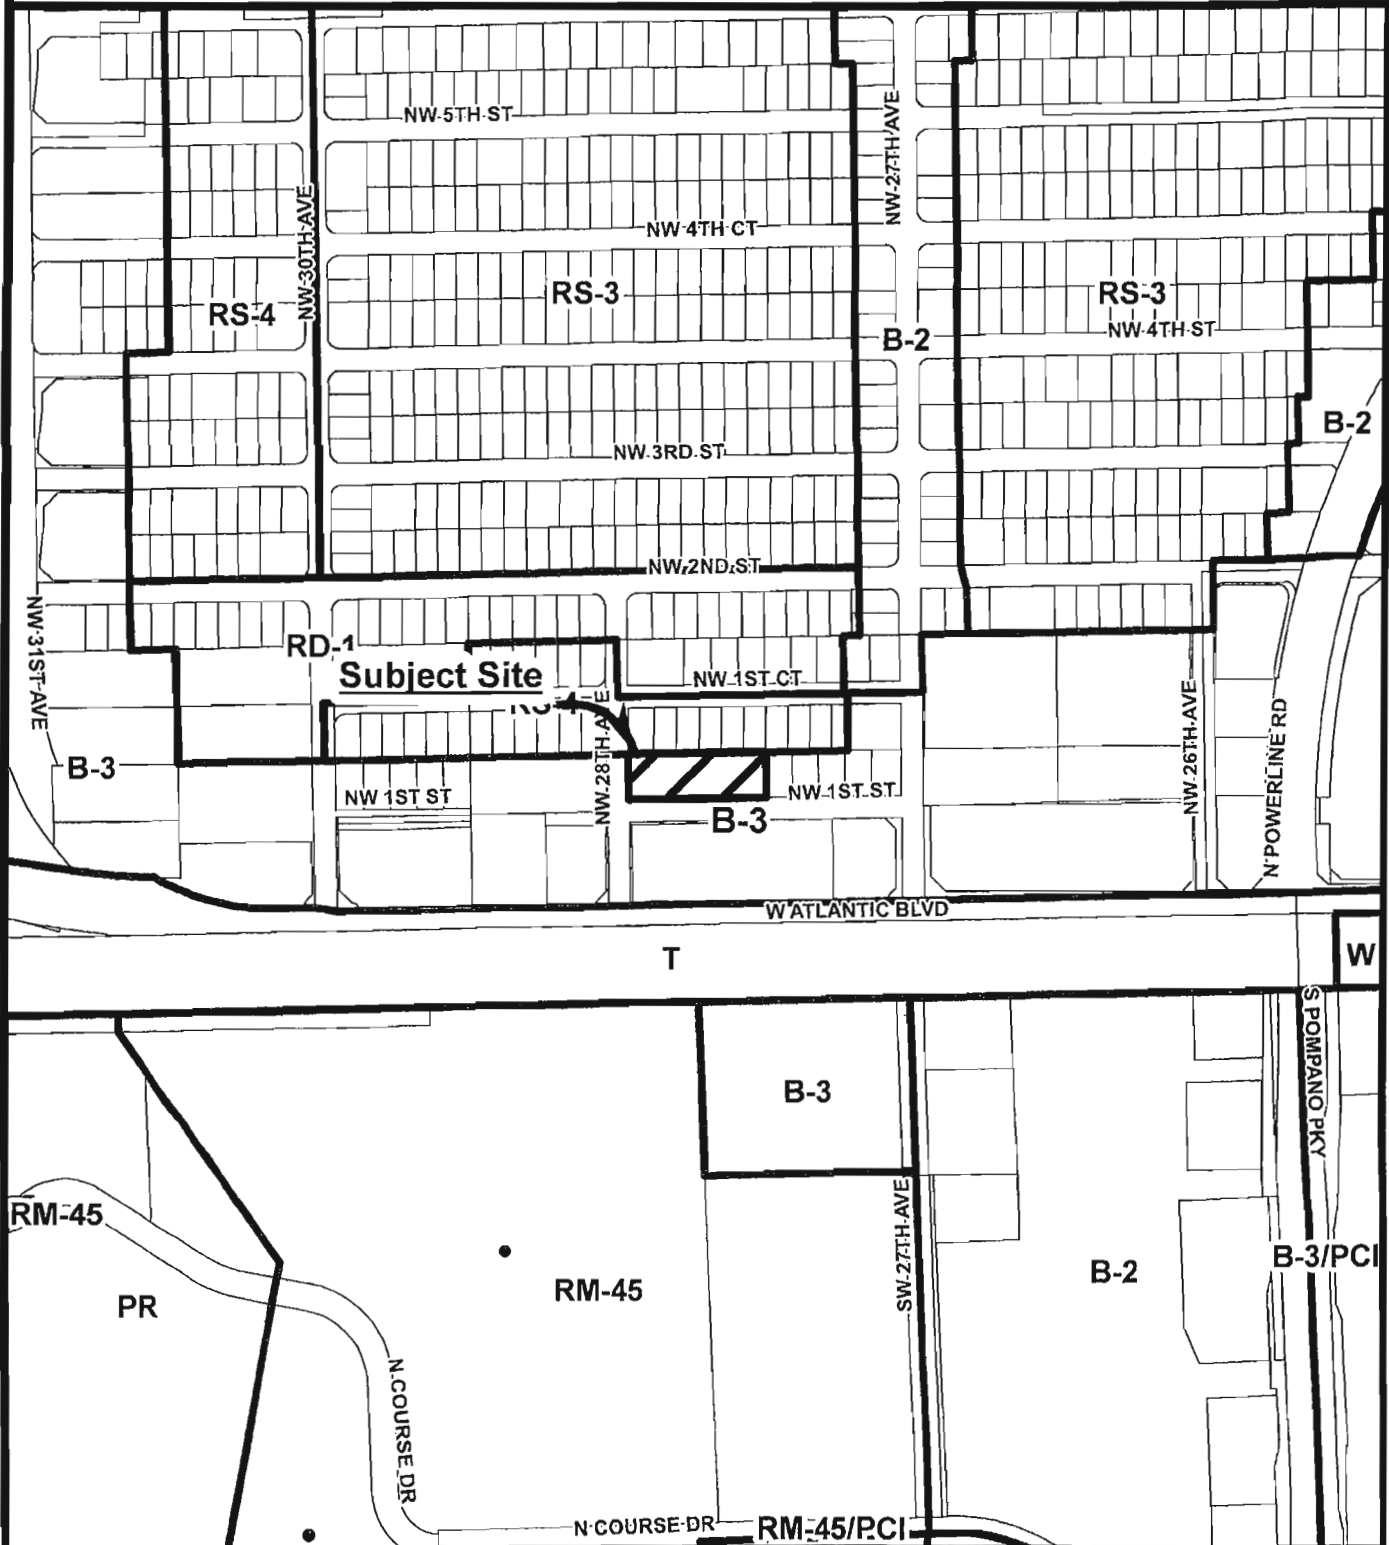 NW 5TH ST
NW 27TH AVE
NW 30TH AVE
NW 4TH CT
RS-4
RS-3
RS-3
NW 4TH ST
B-2
B-2
NW 3RD ST
NW 2ND ST
NW 31ST AVE
RD-1
Subject Site
NW 1ST CT
RS-4
NW 28TH AVE
NW 26TH AVE
N POWERLINE RD
B-3
NW 1ST ST
NW 1ST ST
B-3
W ATLANTIC BLVD
T
W
S POMPANO PKY
B-3
RM-45
SW 27TH AVE
B-3/PCI
B-2
RM-45
PR
N COURSE DR
N COURSE DR
RM-45/PCI